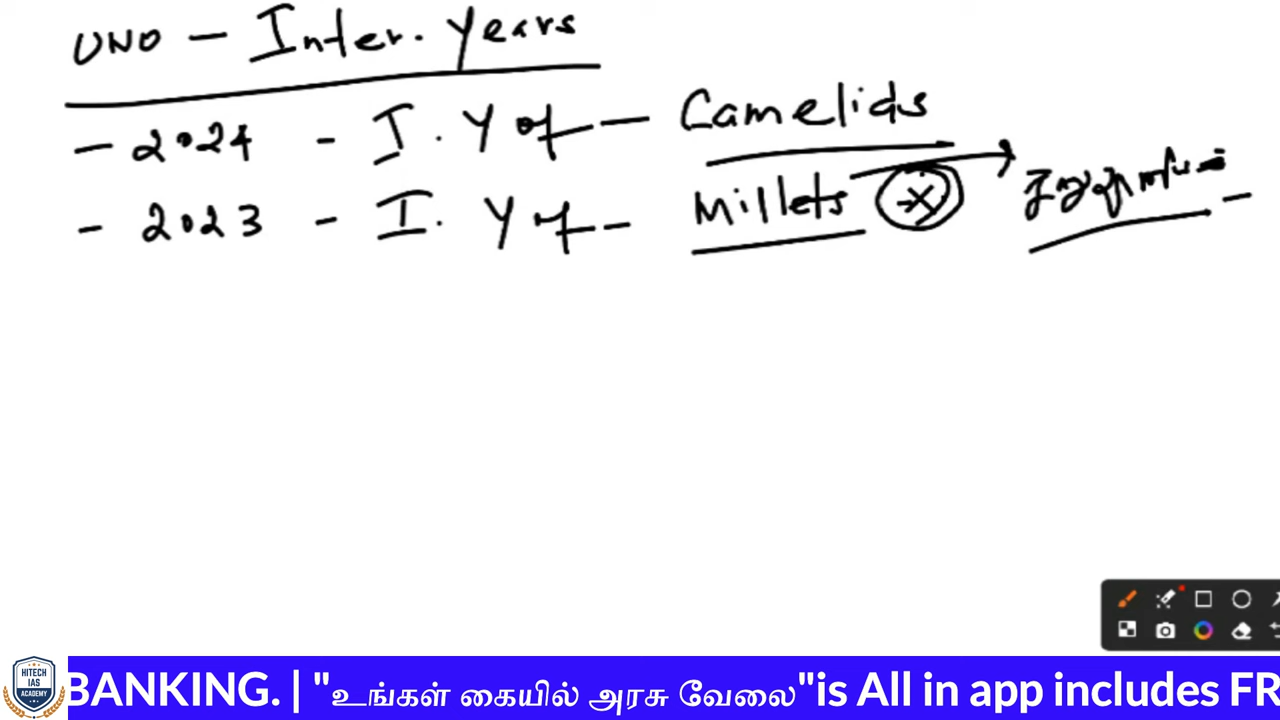 UNO - Inter. Years
- 2024 - I. Y of - Camelids
- 2023 - I. Y of - Millets → சிறுதானியம் -
HITECH IAS ACADEMY
BANKING. | "உங்கள் கையில் அரசு வேலை"is All in app includes FR